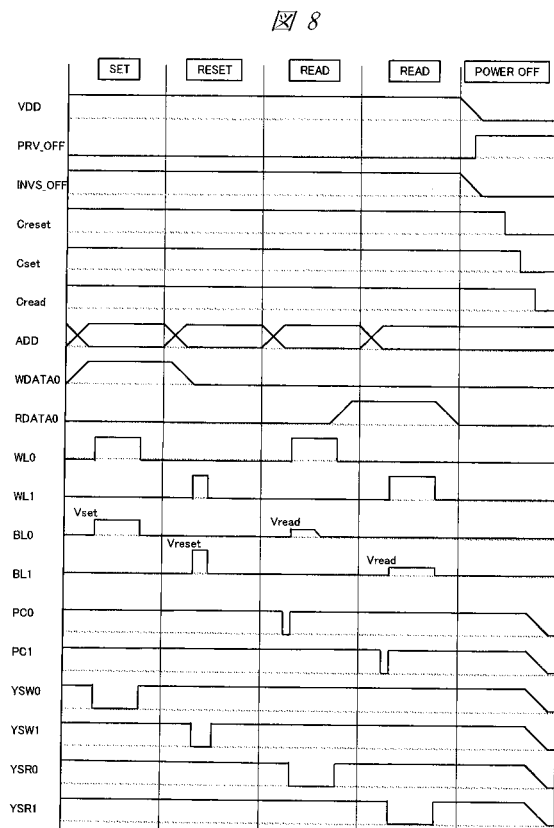 図 8
SET RESET READ READ POWER OFF
VDD
PRV_OFF
INVS_OFF
Creset
Cset
Cread
ADD
WDATA0
RDATA0
WL0
WL1
Vset Vread
BL0
Vreset Vread
BL1
PC0
PC1
YSW0
YSW1
YSR0
YSR1